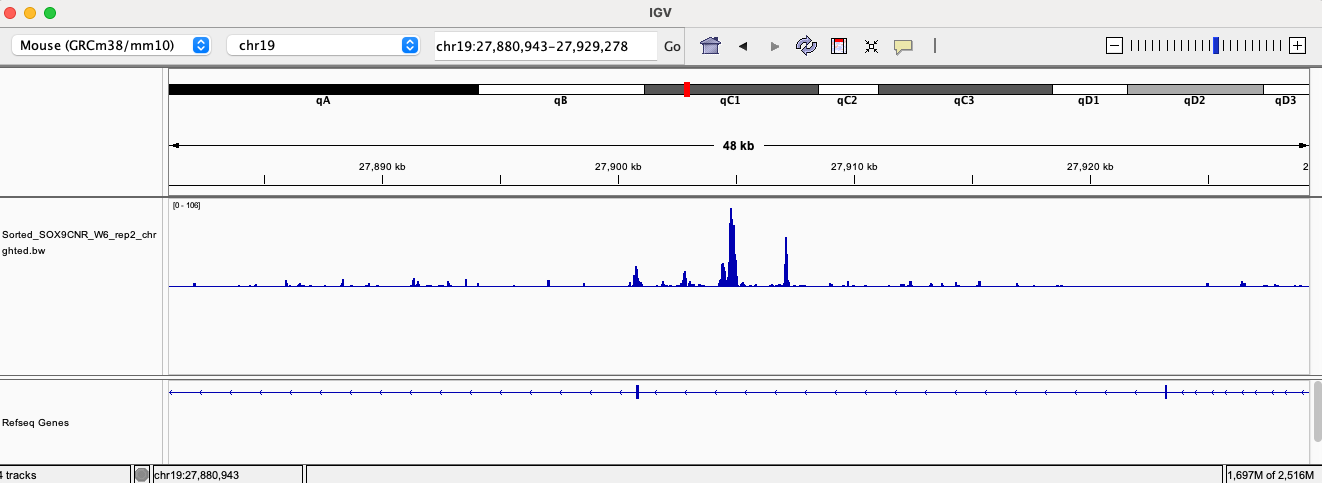 IGV
Mouse (GRCm38/mm10) chr19 chr19:27,880,943-27,929,278 Go
qA qB qC1 qC2 qC3 qD1 qD2 qD3
48 kb
27,890 kb 27,900 kb 27,910 kb 27,920 kb 2
[0 - 106]
Sorted_SOX9CNR_W6_rep2_chr
ghted.bw
Refseq Genes
4 tracks chr19:27,880,943 1,697M of 2,516M